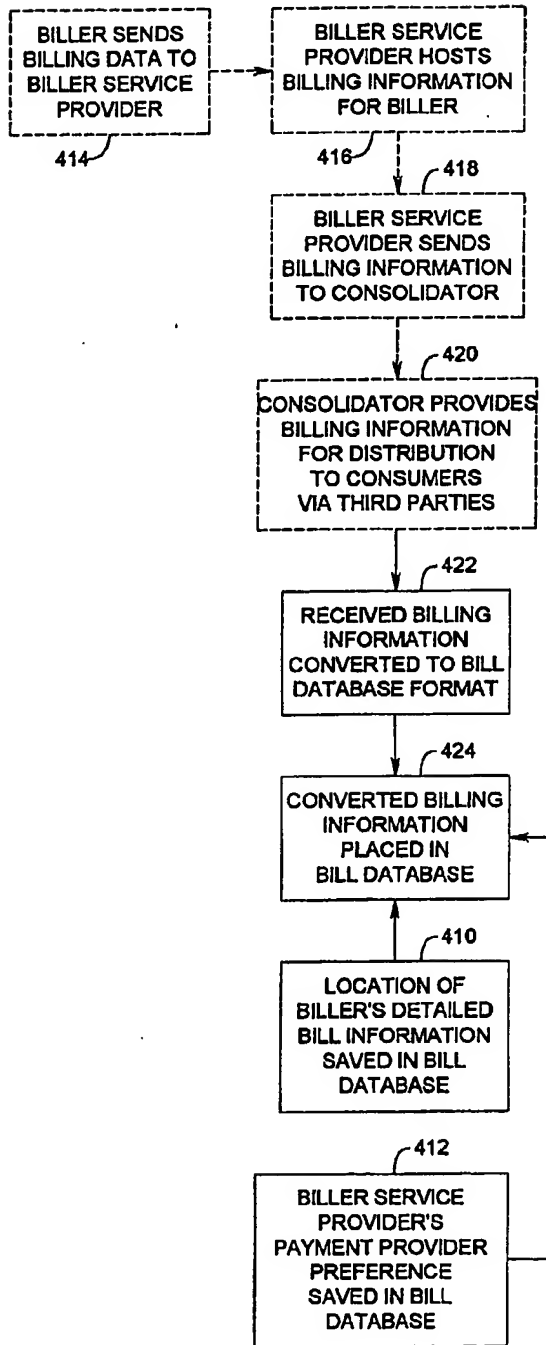 BILLER SENDS
BILLING DATA TO
BILLER SERVICE
PROVIDER
414
BILLER SERVICE
PROVIDER HOSTS
BILLING INFORMATION
FOR BILLER
416
418
BILLER SERVICE
PROVIDER SENDS
BILLING INFORMATION
TO CONSOLIDATOR
420
CONSOLIDATOR PROVIDES
BILLING INFORMATION
FOR DISTRIBUTION
TO CONSUMERS
VIA THIRD PARTIES
422
RECEIVED BILLING
INFORMATION
CONVERTED TO BILL
DATABASE FORMAT
424
CONVERTED BILLING
INFORMATION
PLACED IN
BILL DATABASE
410
LOCATION OF
BILLER'S DETAILED
BILL INFORMATION
SAVED IN BILL
DATABASE
412
BILLER SERVICE
PROVIDER'S
PAYMENT PROVIDER
PREFERENCE
SAVED IN BILL
DATABASE